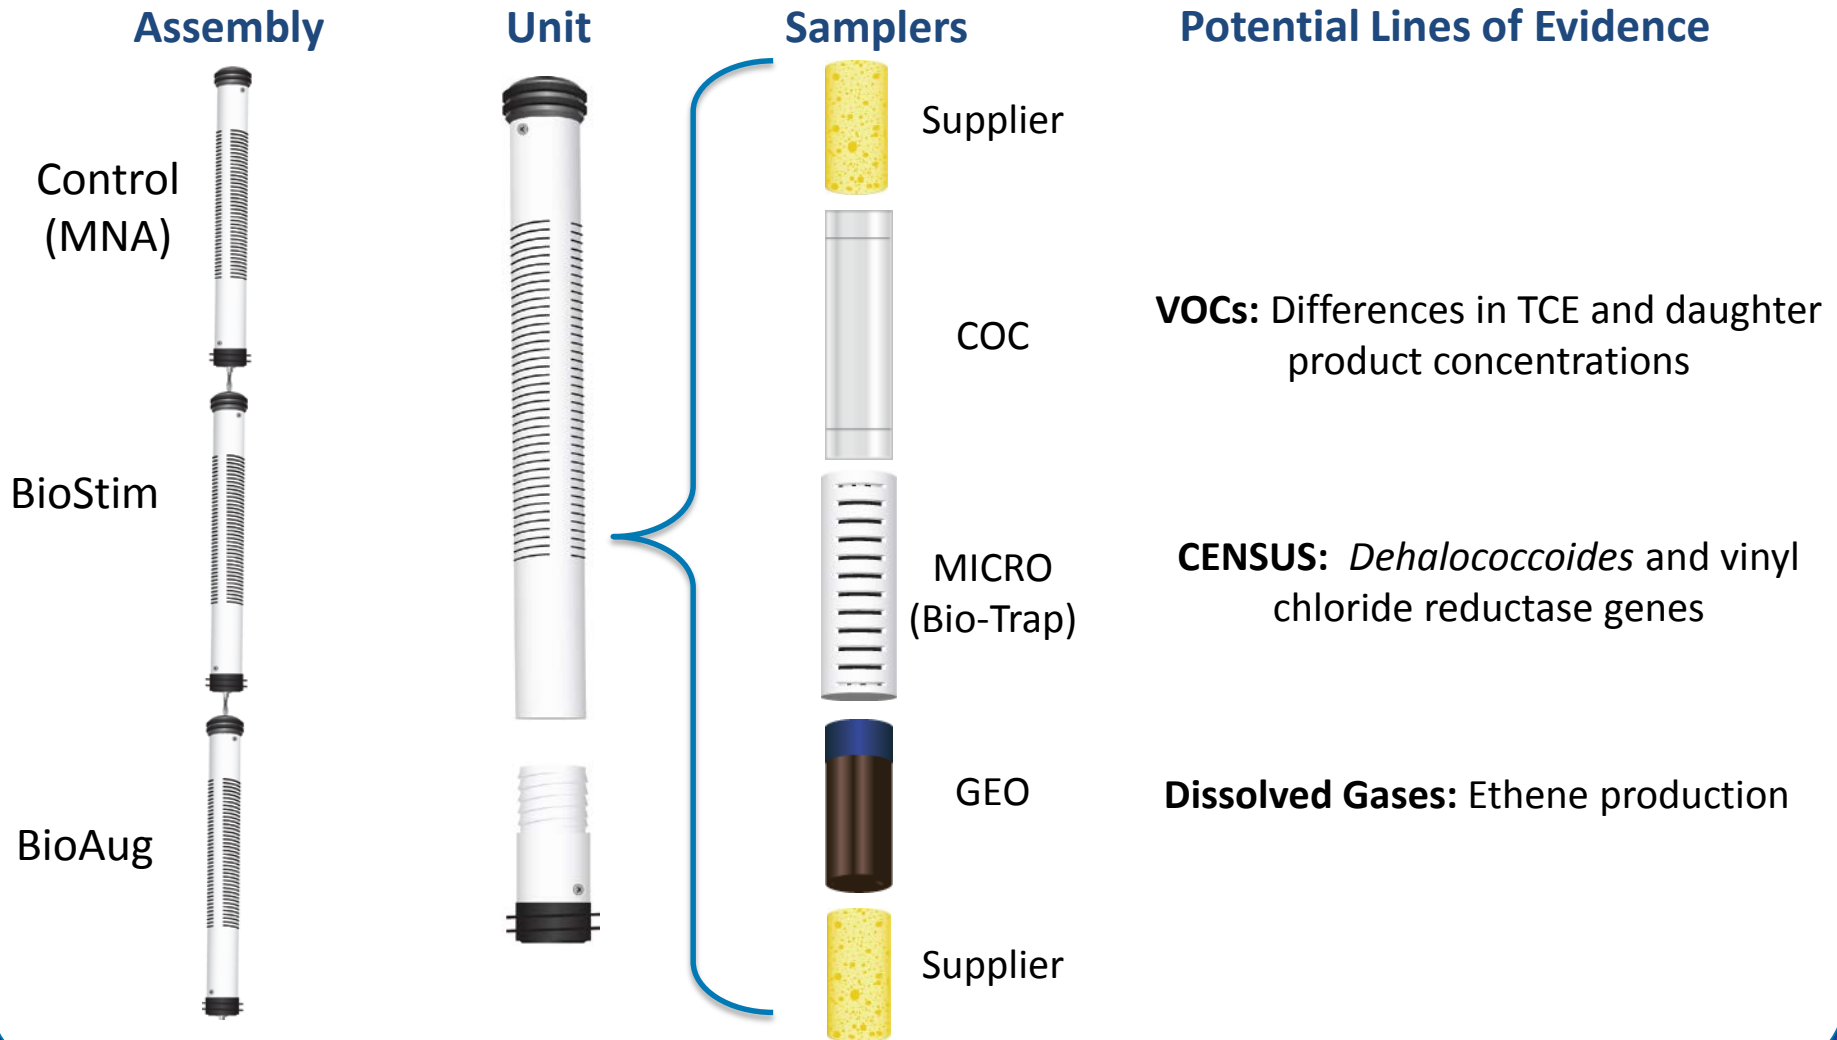 Assembly
Unit
Samplers
Potential Lines of Evidence
Control
(MNA)
BioStim
BioAug
Supplier
COC
MICRO
(Bio-Trap)
GEO
Supplier
VOCs: Differences in TCE and daughter
product concentrations
CENSUS: Dehalococcoides and vinyl
chloride reductase genes
Dissolved Gases: Ethene production